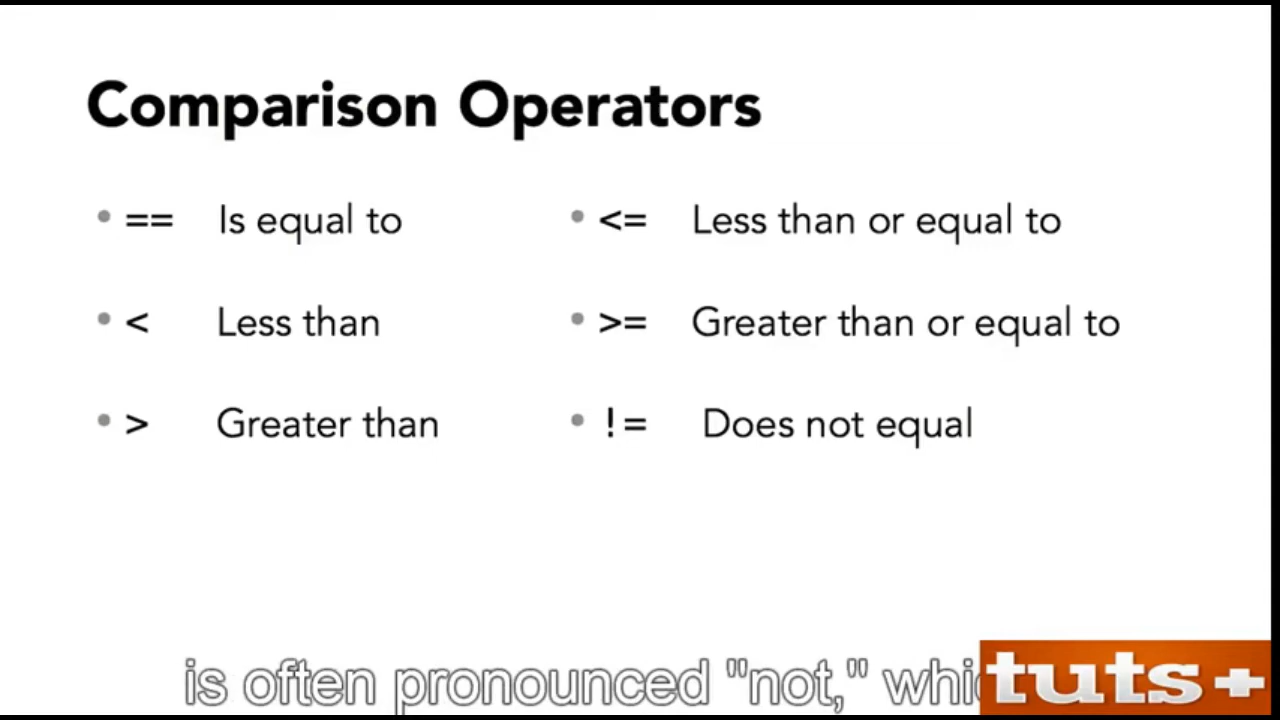 Comparison Operators
== Is equal to
< Less than
> Greater than
<= Less than or equal to
>= Greater than or equal to
!= Does not equal
is often pronounced "not,"
tuts+